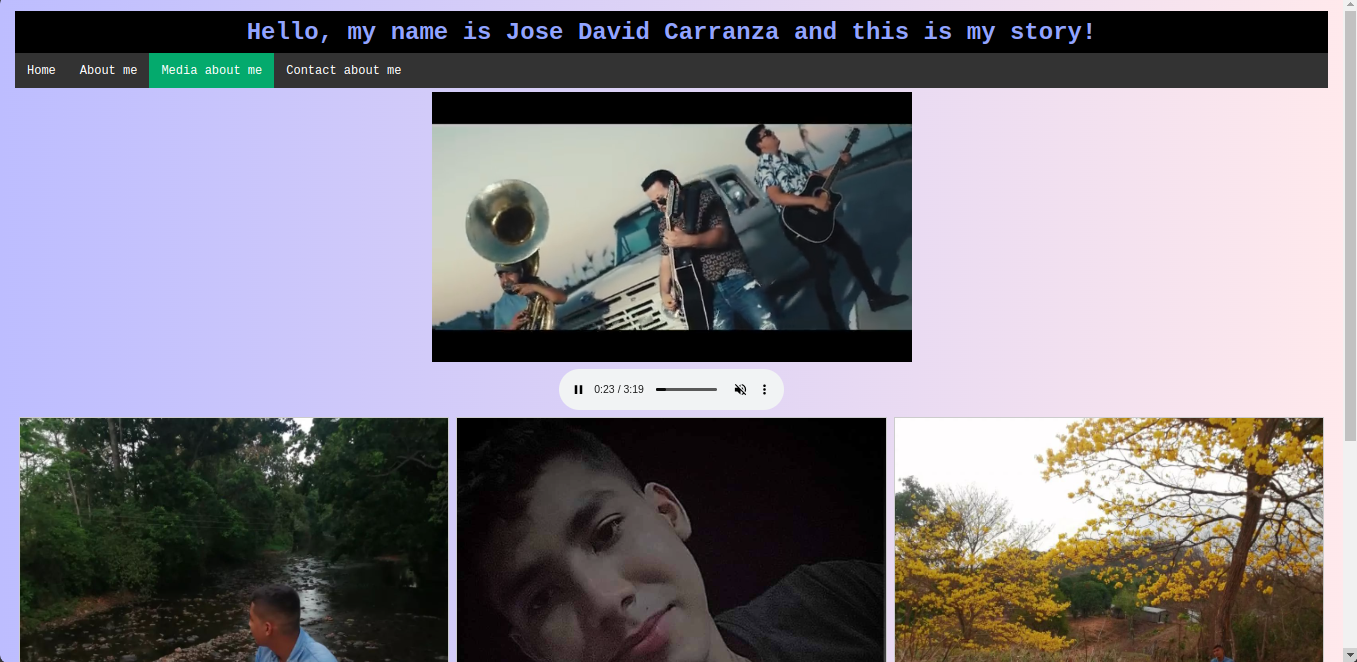 Hello, my name is Jose David Carranza and this is my story!
Home About me Media about me Contact about me
0:23 / 3:19